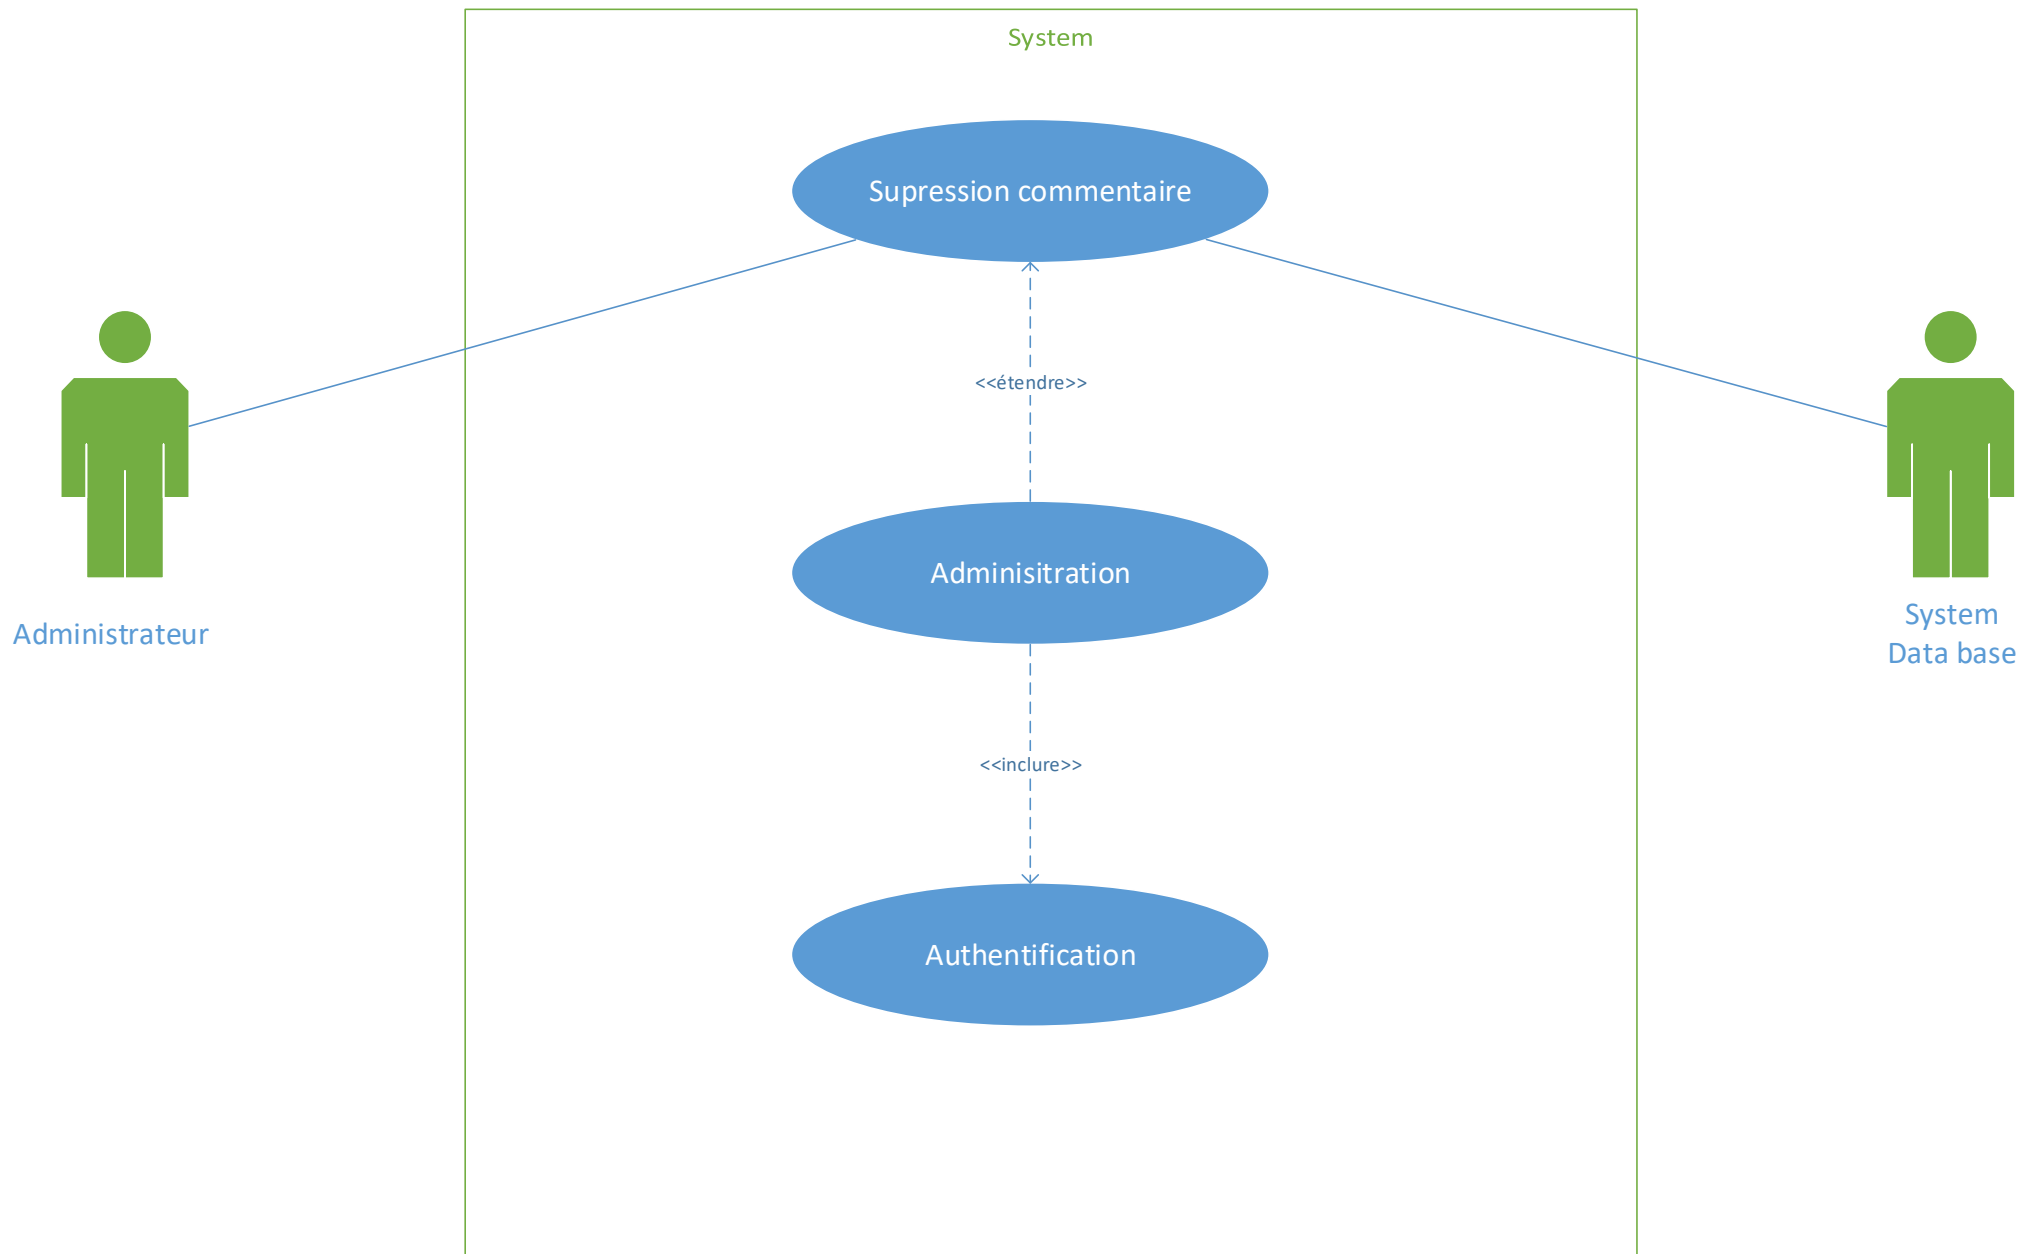 System
Supression commentaire
<<étendre>>
Adminisitration
Administrateur
System
Data base
<<inclure>>
Authentification